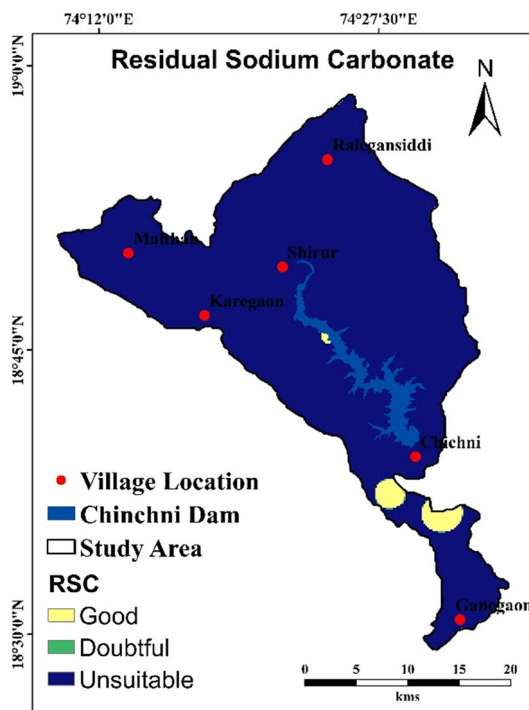 74°12'0"E
74°27'30"E
19°0'0"N
Residual Sodium Carbonate
N
Ralegansiddi
Malthan
Shirur
Karegaon
18°45'0"N
Chichni
Village Location
Chinchni Dam
Study Area
RSC
Good
Doubtful
Unsuitable
Ganegaon
18°30'0"N
0 5 10 15 20
kms